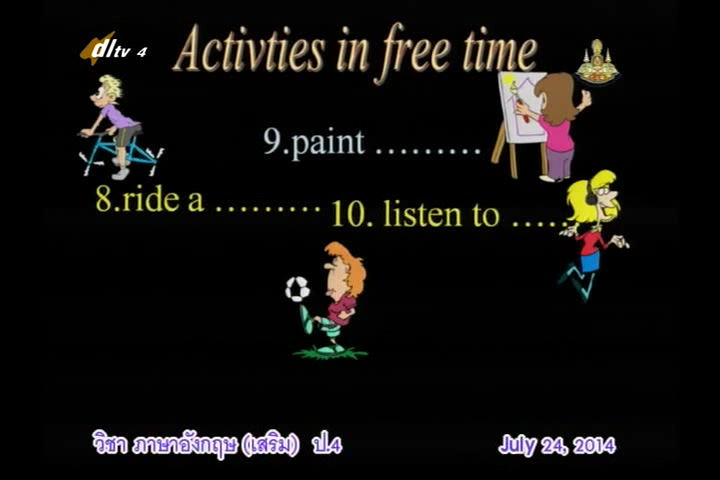 dltv 4
Activties in free time
9.paint ………
8.ride a ………
10. listen to …..
วิชา ภาษาอังกฤษ (เสริม) ป.4
July 24, 2014